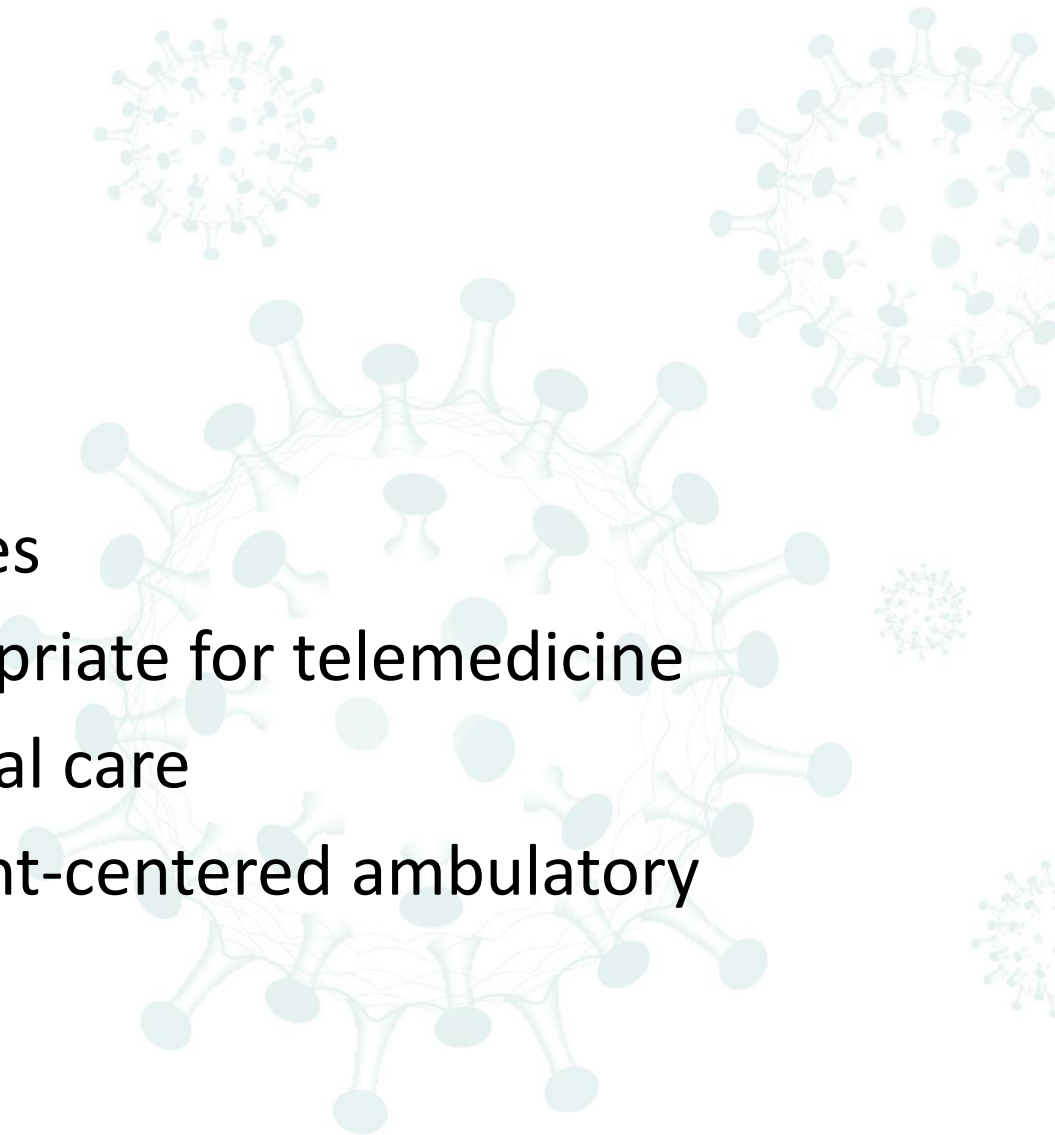 es
priate for telemedicine
al care
nt-centered ambulatory